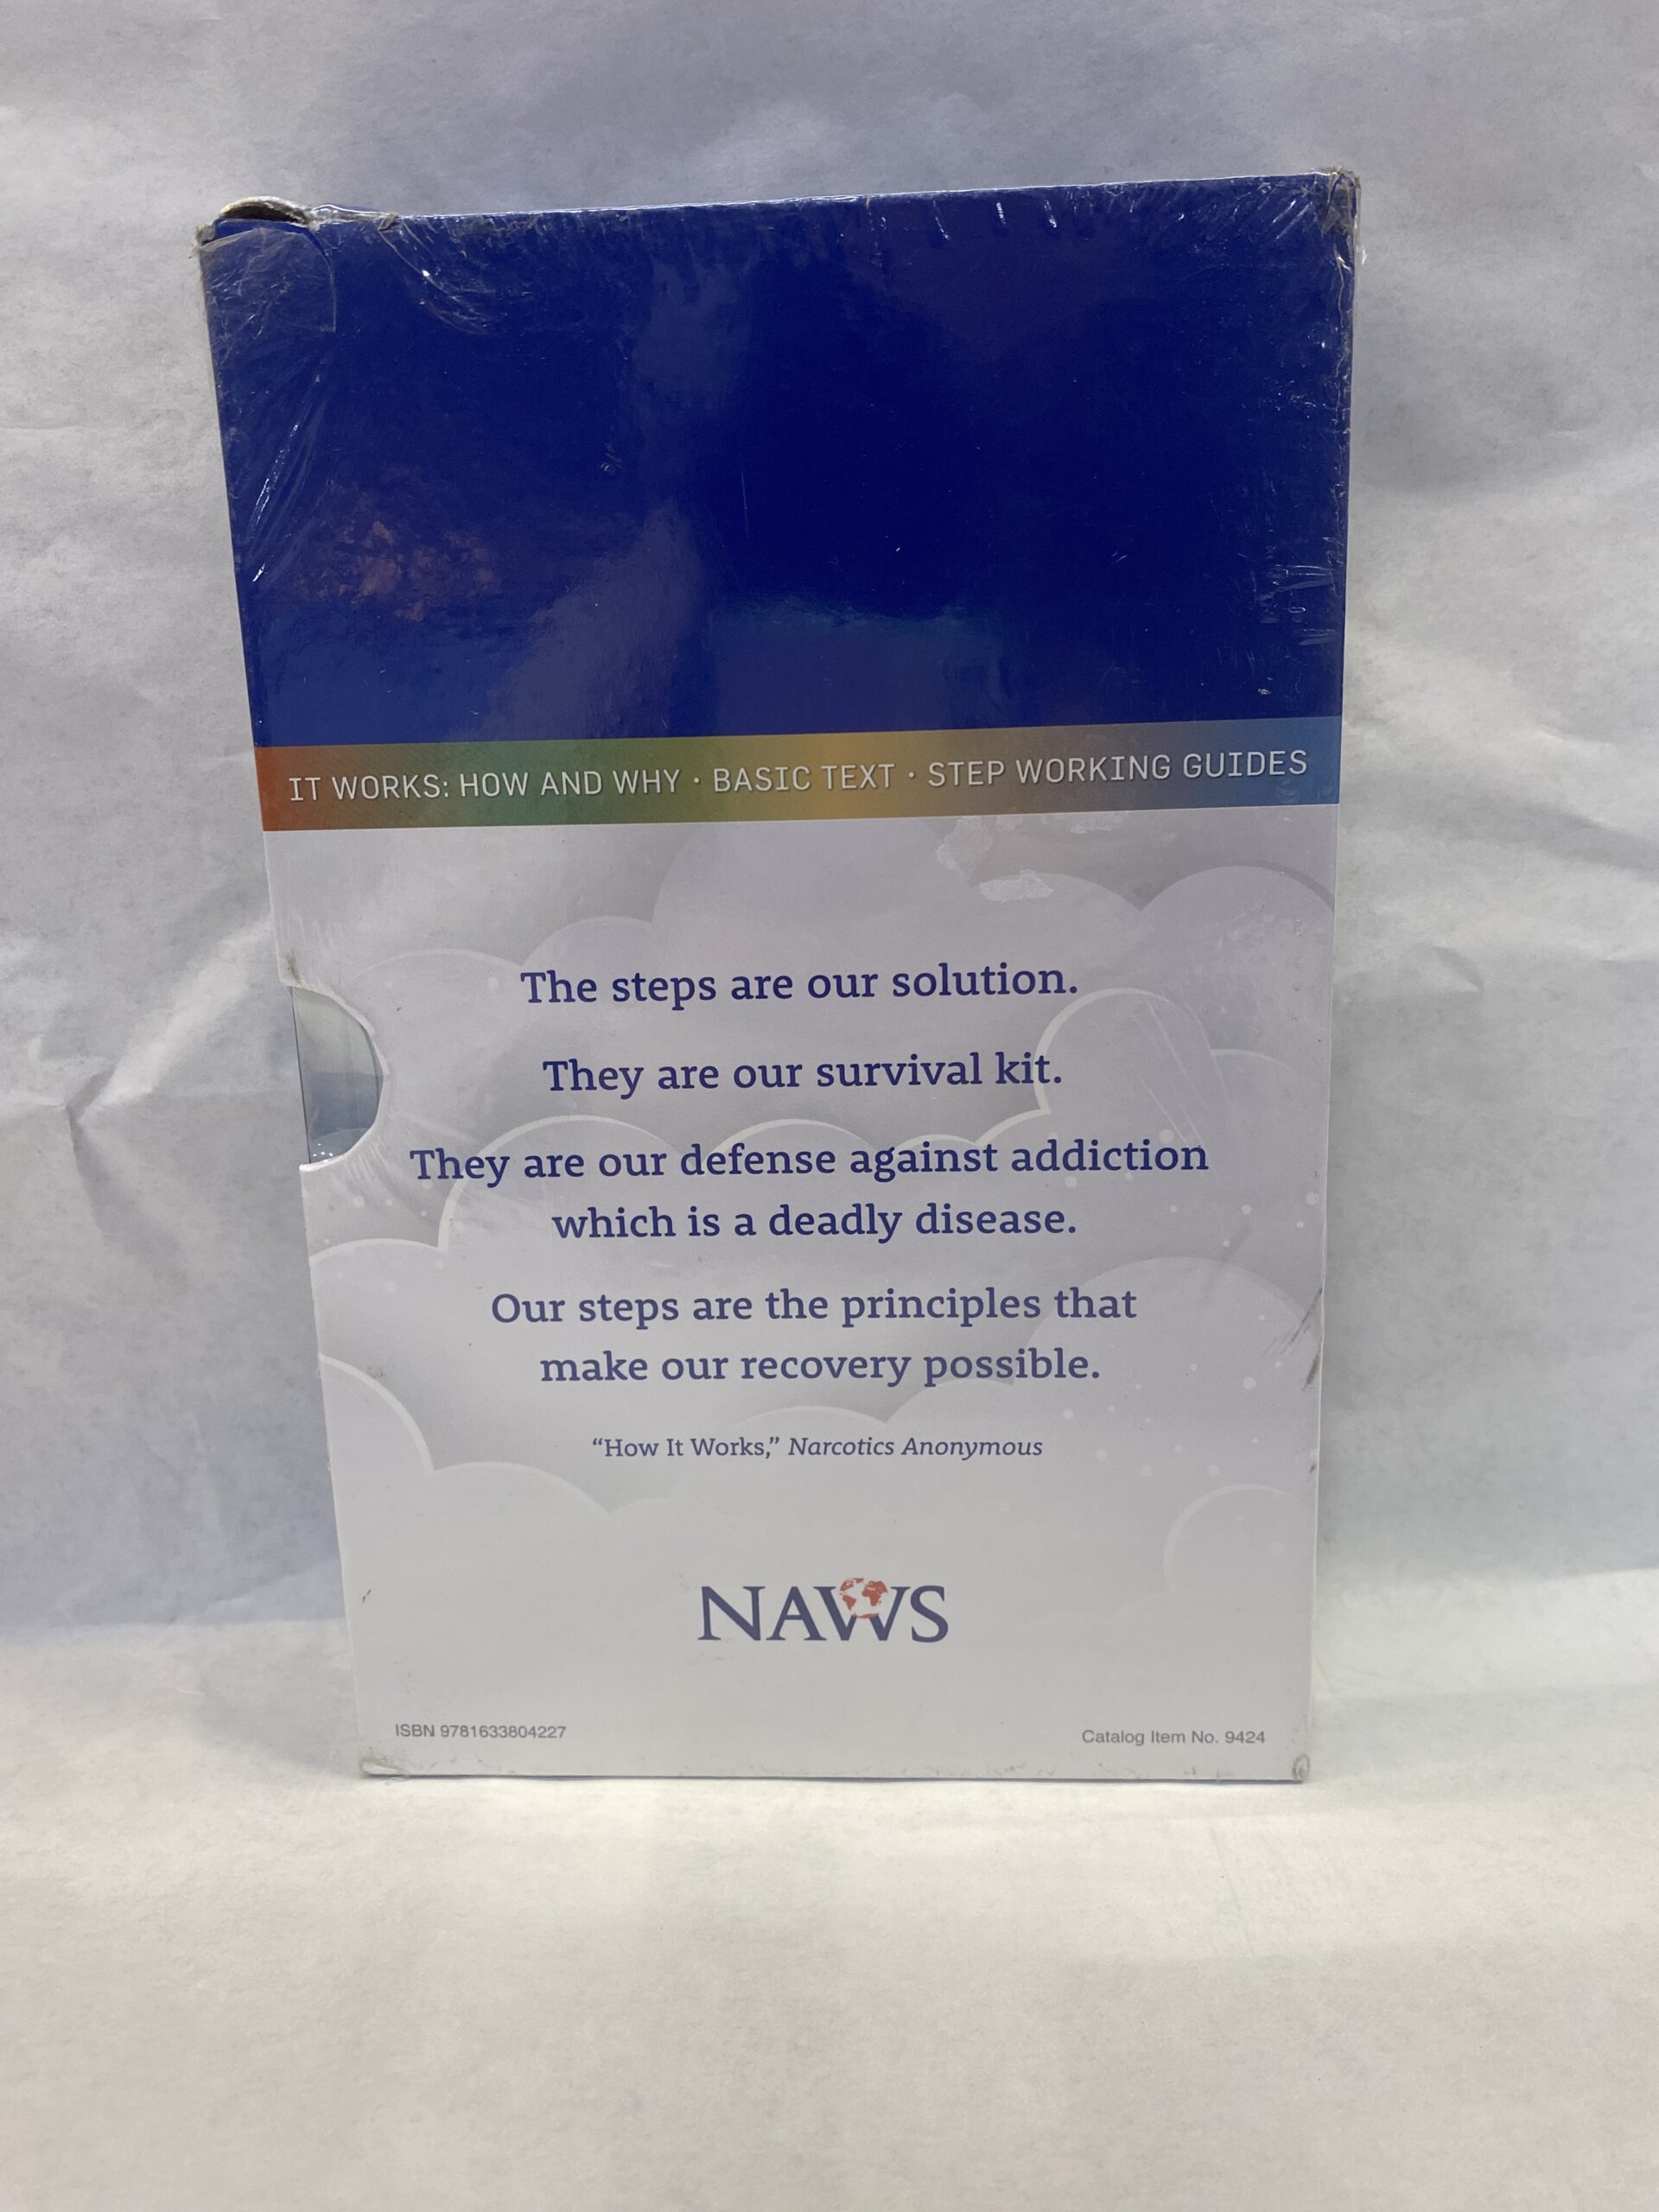 IT WORKS: HOW AND WHY · BASIC TEXT · STEP WORKING GUIDES
The steps are our solution.
They are our survival kit.
They are our defense against addiction
which is a deadly disease.
Our steps are the principles that
make our recovery possible.
“How It Works,” Narcotics Anonymous
NAWS
ISBN 9781633804227
Catalog Item No. 9424